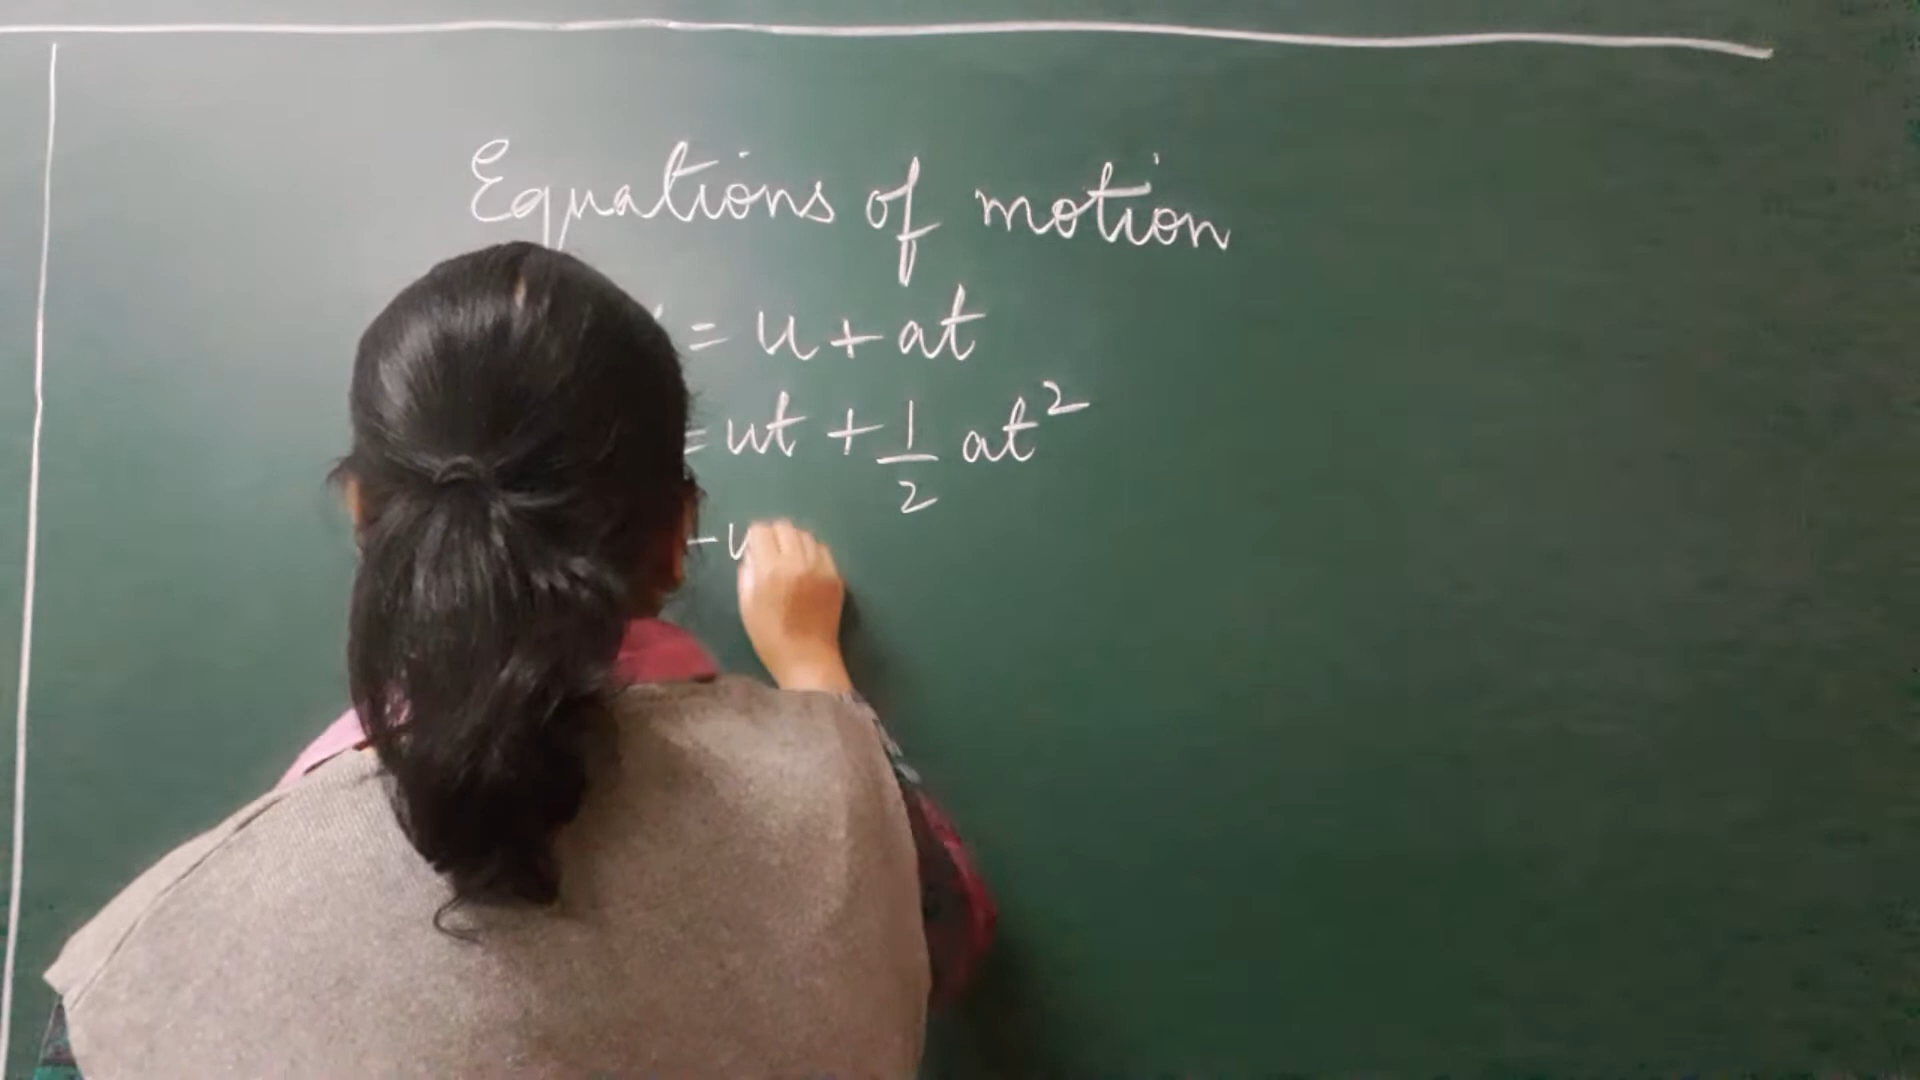 Equations of motion
= u + at
= ut + 1/2 at²
- u